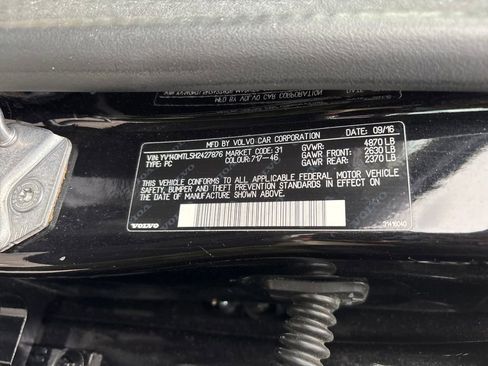 MFD BY VOLVO CAR CORPORATION DATE: 09/16
VIN: YV140MTL5H2427876 MARKET CODE: 31 GVWR: 4870 LB
TYPE: PC COLOUR: 717-46 GAWR FRONT: 2630 LB
GAWR REAR: 2370 LB
THIS VEHICLE CONFORMS TO ALL APPLICABLE FEDERAL MOTOR VEHICLE
SAFETY, BUMPER AND THEFT PREVENTION STANDARDS IN EFFECT ON THE
DATE OF MANUFACTURE SHOWN ABOVE.
VOLVO 31416040